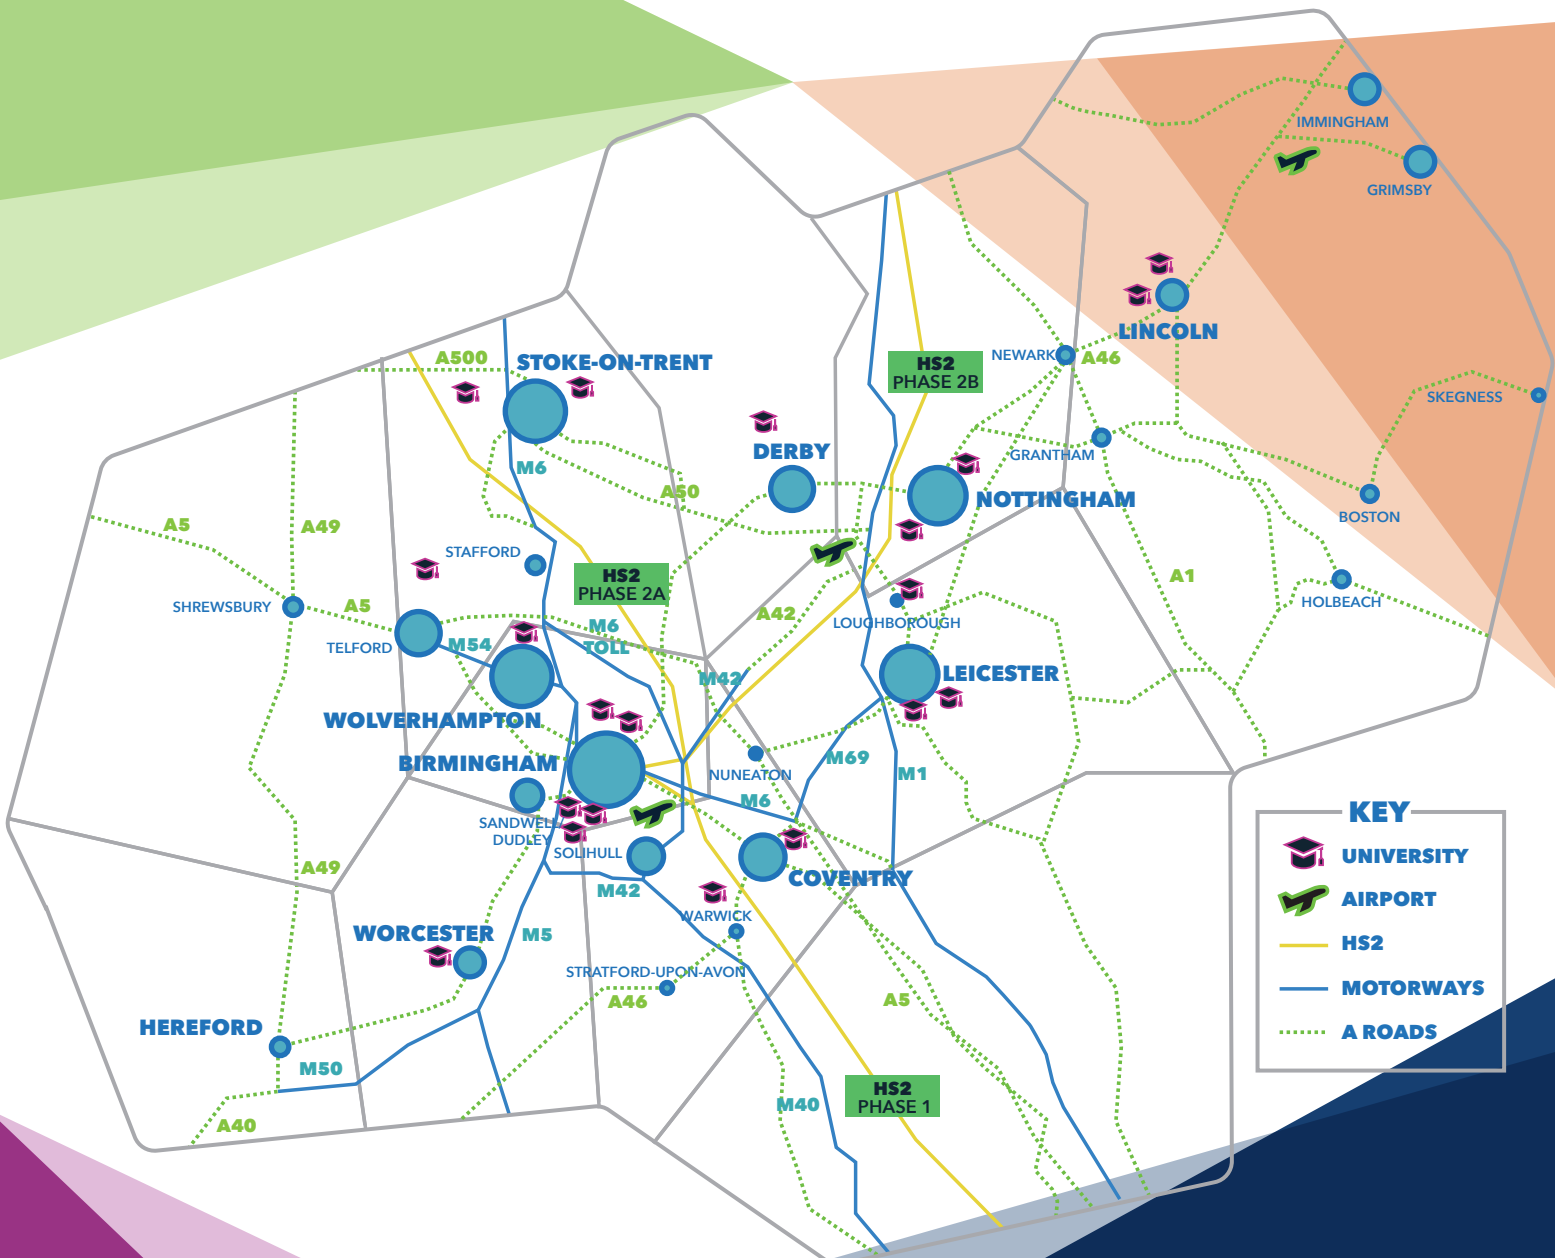 IMMINGHAM
GRIMSBY
LINCOLN
A500
STOKE-ON-TRENT
NEWARK
A46
HS2
PHASE 2B
SKEGNESS
DERBY
M6
GRANTHAM
A50
NOTTINGHAM
BOSTON
A5
A49
STAFFORD
HS2
PHASE 2A
A1
SHREWSBURY
A5
A42
HOLBEACH
LOUGHBOROUGH
M6
TOLL
TELFORD
M54
M42
LEICESTER
WOLVERHAMPTON
BIRMINGHAM
NUNEATON
M69
M1
M6
SANDWELL/
DUDLEY
SOLIHULL
COVENTRY
A49
M42
WARWICK
WORCESTER
M5
STRATFORD-UPON-AVON
A46
A5
HEREFORD
M50
A40
M40
HS2
PHASE 1
KEY
UNIVERSITY
AIRPORT
HS2
MOTORWAYS
A ROADS